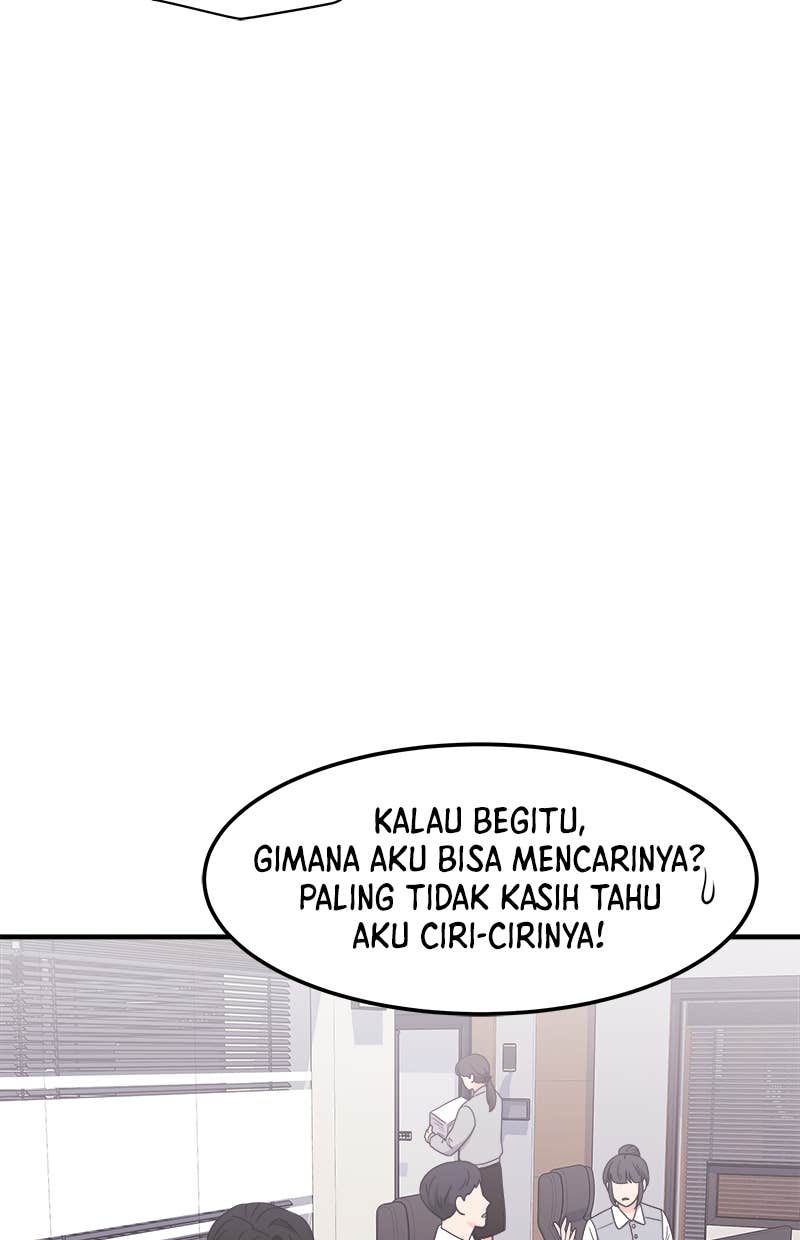 KALAU BEGITU,
GIMANA AKU BISA MENCARINYA?
PALING TIDAK KASIH TAHU
AKU CIRI-CIRINYA!